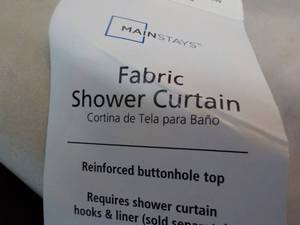 MAINSTAYS
Fabric
Shower Curtain
Cortina de Tela para Baño
Reinforced buttonhole top
Requires shower curtain
hooks & liner (sold